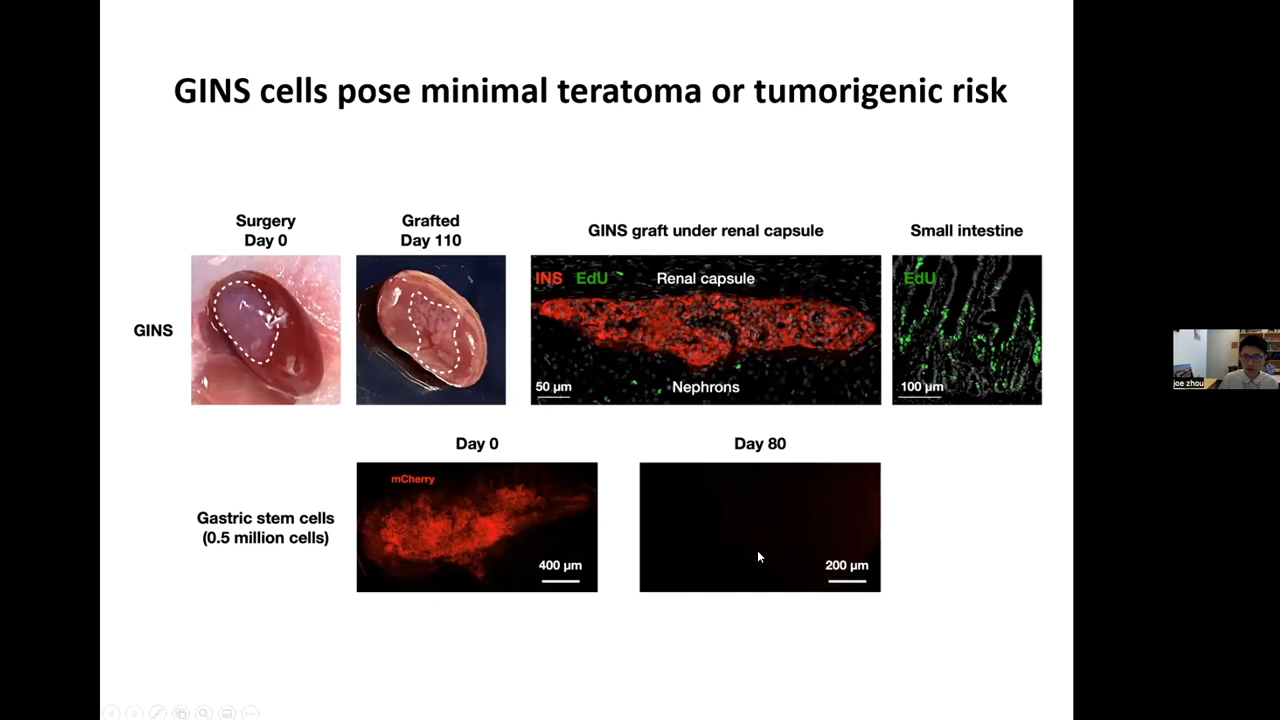 GINS cells pose minimal teratoma or tumorigenic risk
Surgery
Day 0
Grafted
Day 110
GINS graft under renal capsule
Small intestine
GINS
INS EdU Renal capsule
50 µm
Nephrons
EdU
100 µm
Day 0
Day 80
Gastric stem cells
(0.5 million cells)
mCherry
400 µm
200 µm
joe zhou